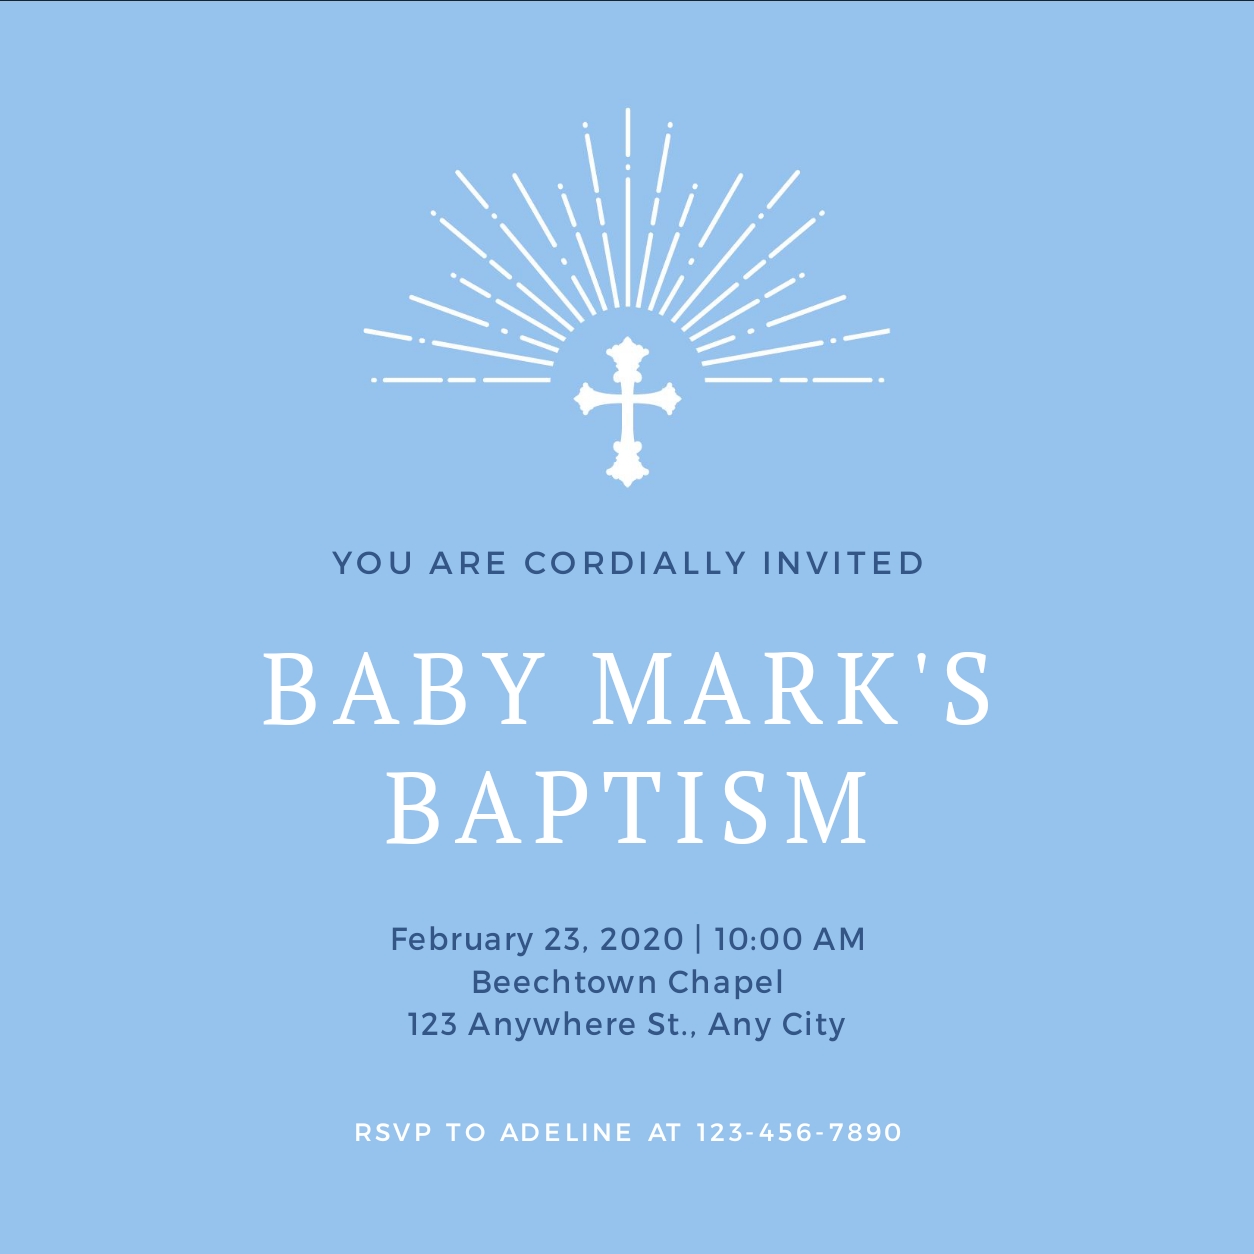 YOU ARE CORDIALLY INVITED
BABY MARK'S
BAPTISM
February 23, 2020 | 10:00 AM
Beechtown Chapel
123 Anywhere St., Any City
RSVP TO ADELINE AT 123-456-7890